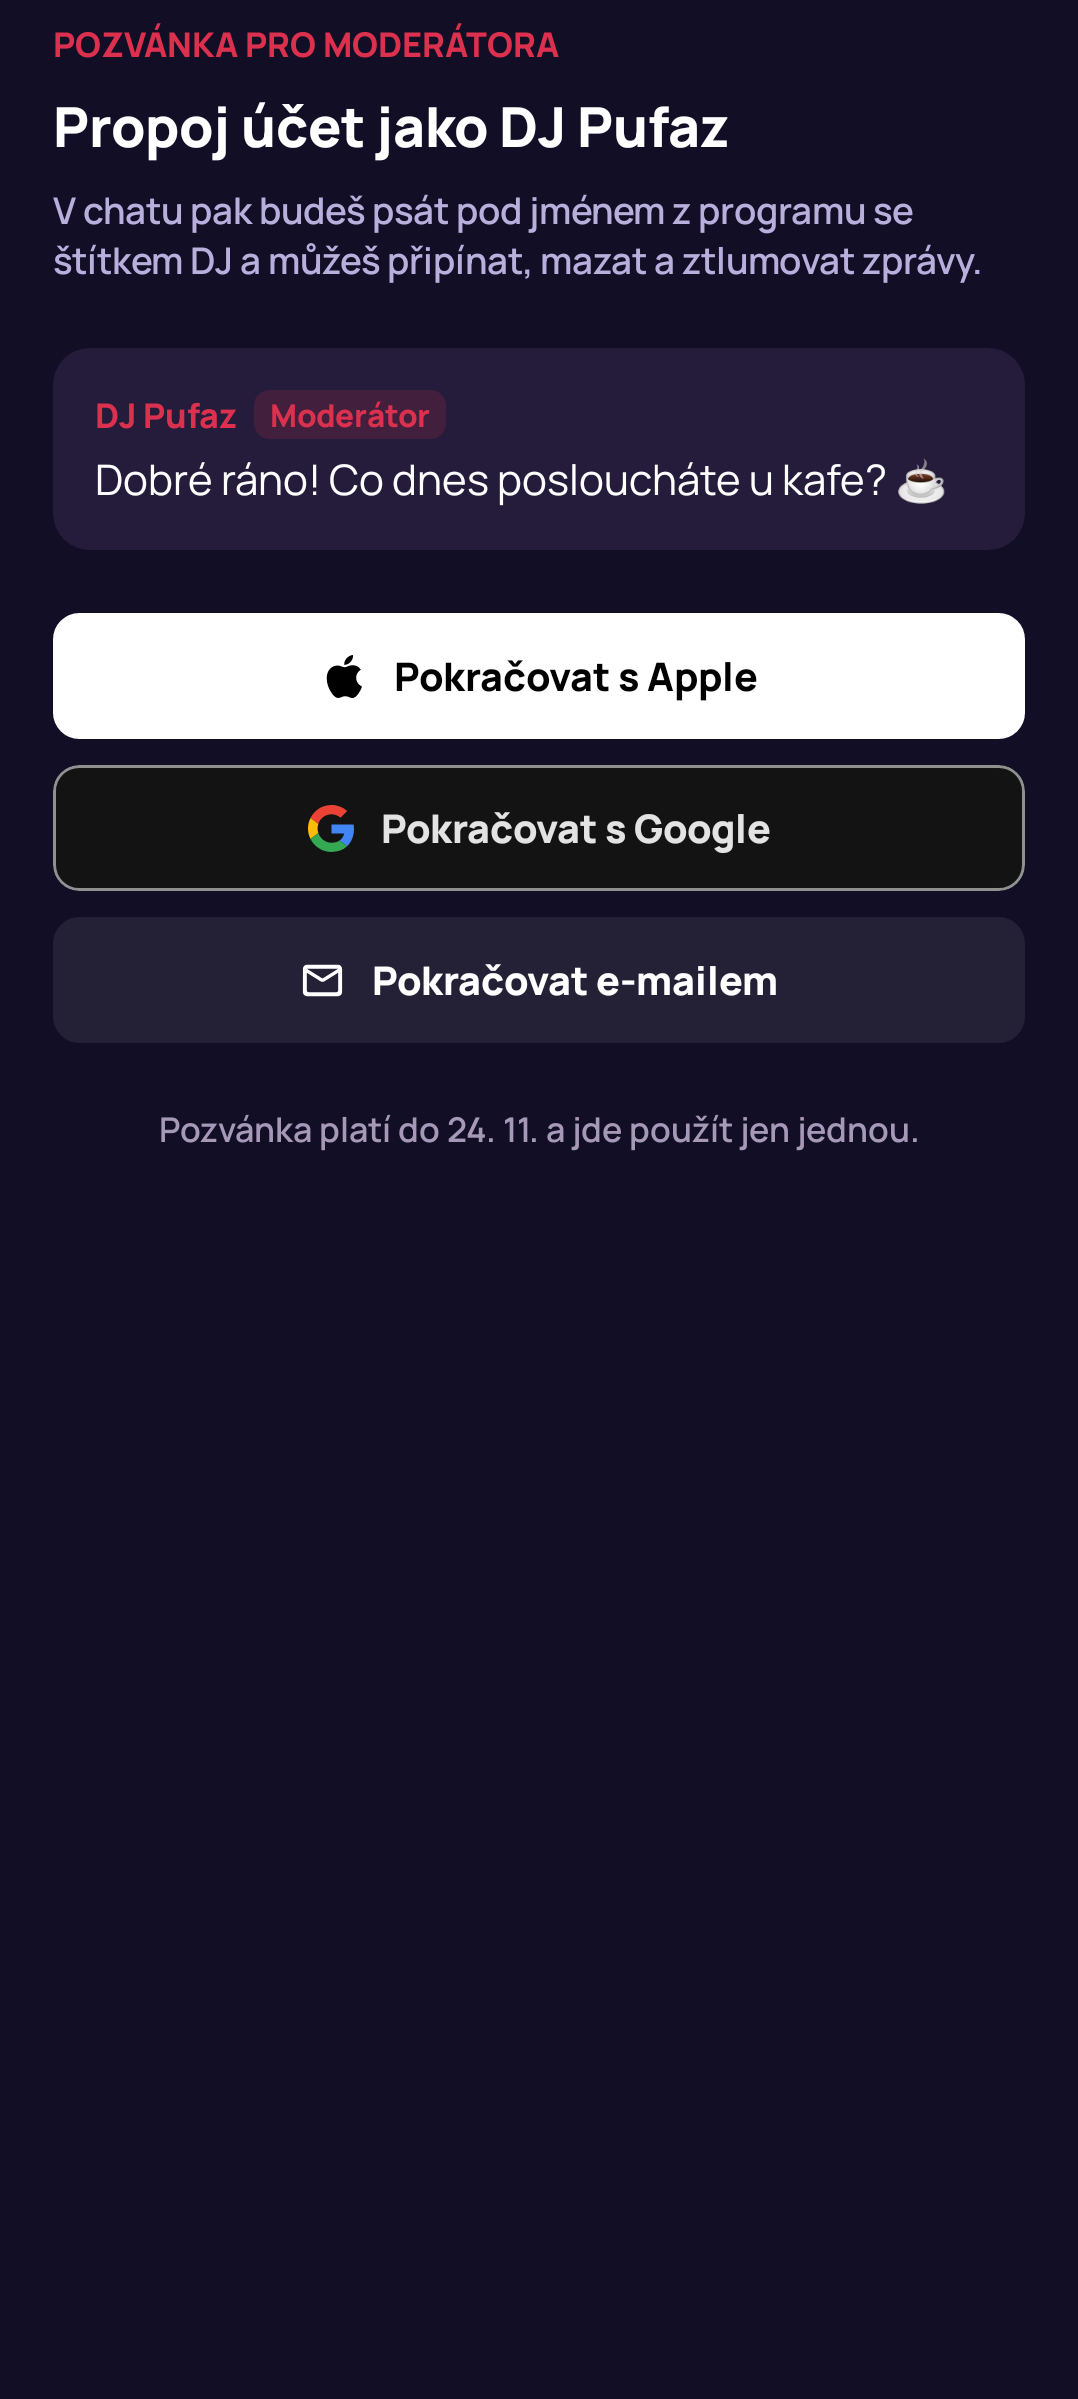 POZVÁNKA PRO MODERÁTORA
Propoj účet jako DJ Pufaz
V chatu pak budeš psát pod jménem z programu se
štítkem DJ a můžeš připínat, mazat a ztlumovat zprávy.
DJ Pufaz Moderátor
Dobré ráno! Co dnes posloucháte u kafe? ☕
Pokračovat s Apple
Pokračovat s Google
Pokračovat e-mailem
Pozvánka platí do 24. 11. a jde použít jen jednou.